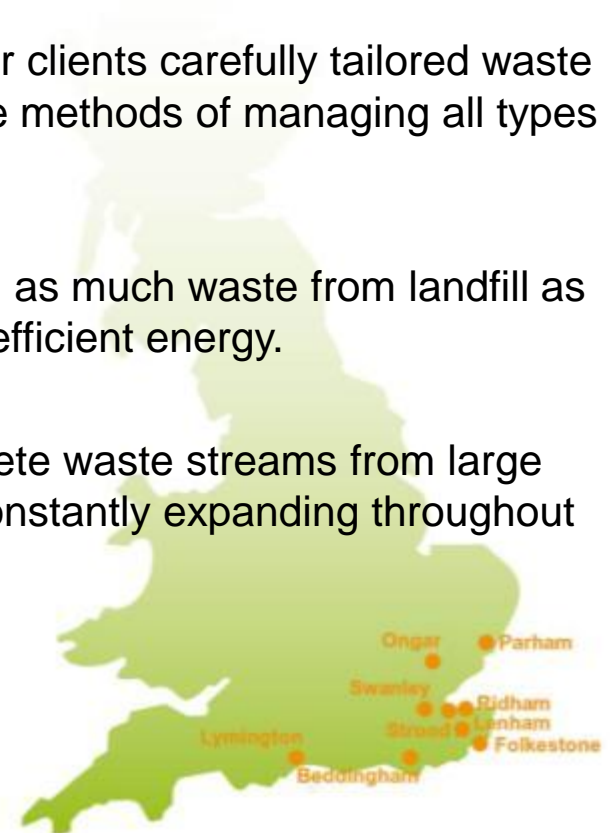 r clients carefully tailored waste
e methods of managing all types
as much waste from landfill as
efficient energy.
ete waste streams from large
onstantly expanding throughout
Ongar
Parham
Swanley
Ridham
Strood
Lenham
Folkestone
Lymington
Beddingham